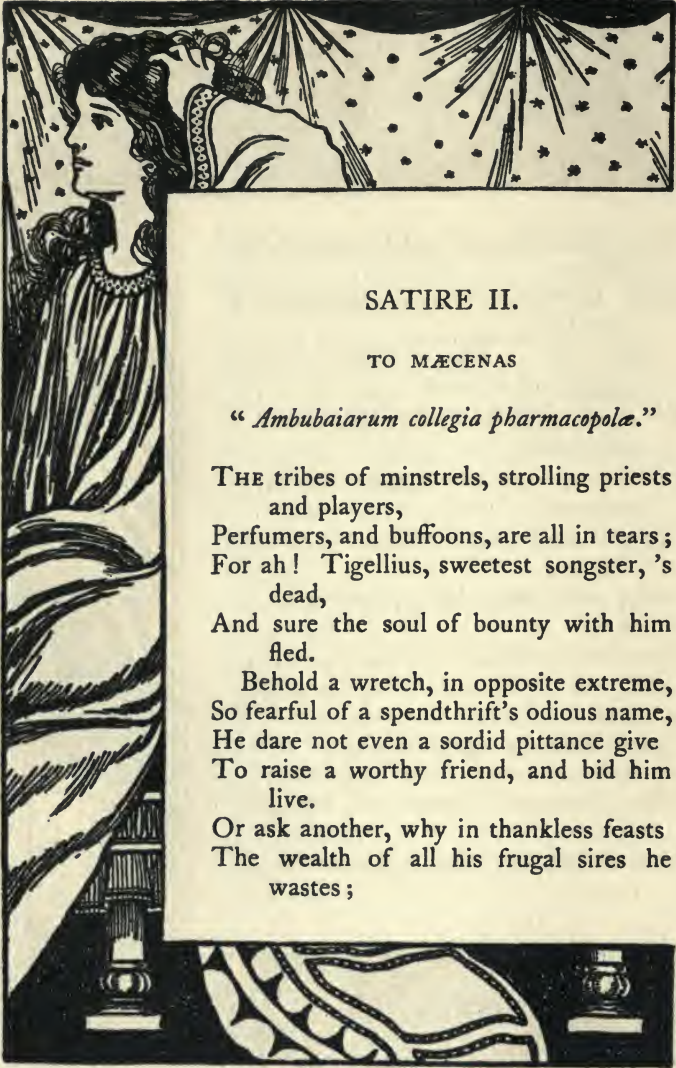 SATIRE II.
TO MÆCENAS
“ Ambubaiarum collegia pharmacopolæ.”
THE tribes of minstrels, strolling priests
and players,
Perfumers, and buffoons, are all in tears ;
For ah ! Tigellius, sweetest songster, 's
dead,
And sure the soul of bounty with him
fled.
Behold a wretch, in opposite extreme,
So fearful of a spendthrift's odious name,
He dare not even a sordid pittance give
To raise a worthy friend, and bid him
live.
Or ask another, why in thankless feasts
The wealth of all his frugal sires he
wastes ;